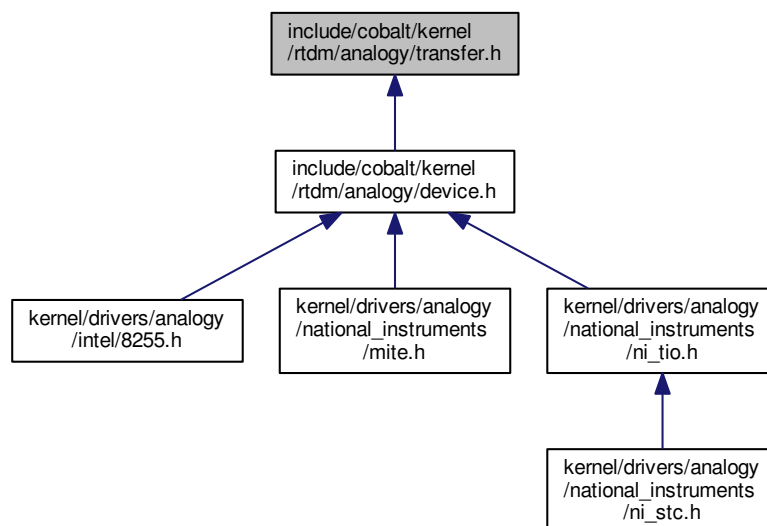 include/cobalt/kernel
/rtdm/analogy/transfer.h
include/cobalt/kernel
/rtdm/analogy/device.h
kernel/drivers/analogy
/intel/8255.h
kernel/drivers/analogy
/national_instruments
/mite.h
kernel/drivers/analogy
/national_instruments
/ni_tio.h
kernel/drivers/analogy
/national_instruments
/ni_stc.h